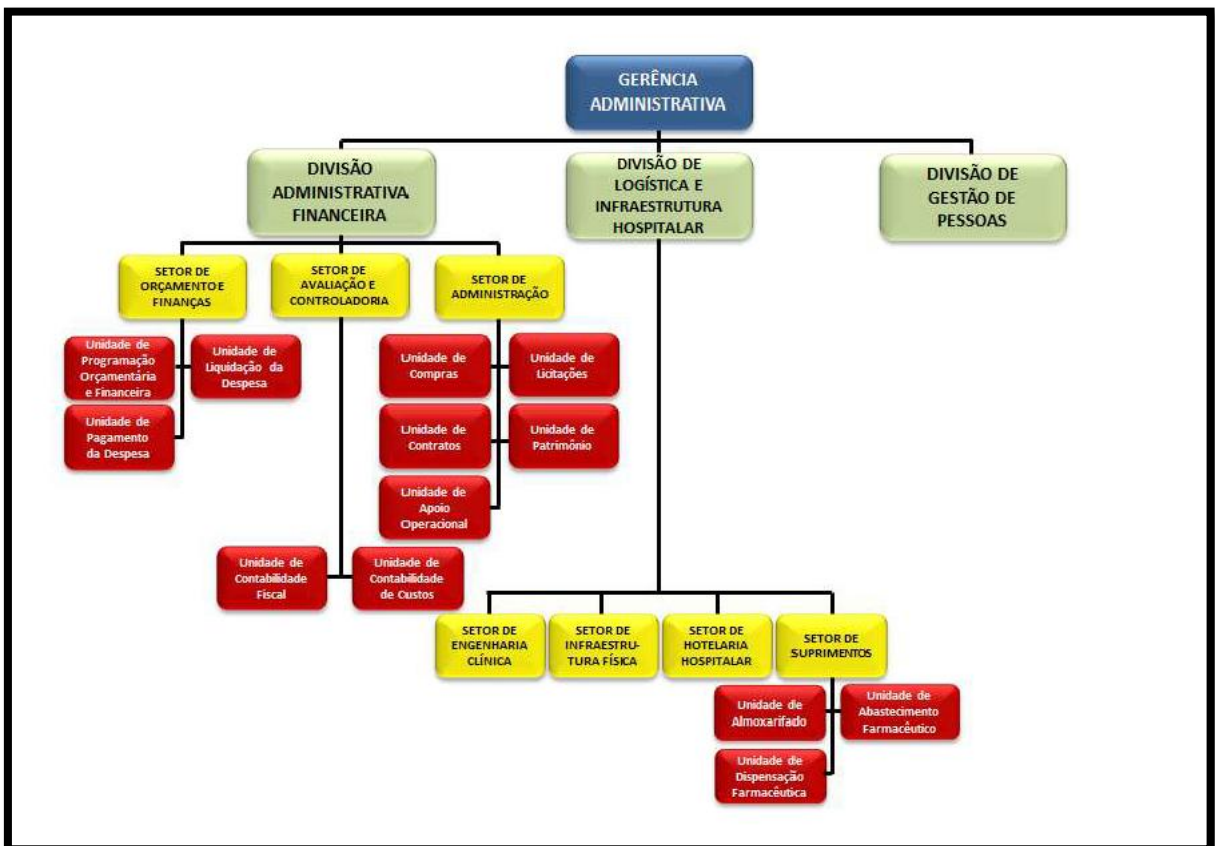 GERÊNCIA
ADMINISTRATIVA
DIVISÃO
ADMINISTRATIVA
FINANCEIRA
DIVISÃO DE
LOGÍSTICA E
INFRAESTRUTURA
HOSPITALAR
DIVISÃO DE
GESTÃO DE
PESSOAS
SETOR DE
ORÇAMENTO E
FINANÇAS
SETOR DE
AVALIAÇÃO E
CONTROLADORIA
SETOR DE
ADMINISTRAÇÃO
Unidade de
Programação
Orçamentária
e Financeira
Unidade de
Liquidação da
Despesa
Unidade de
Pagamento
da Despesa
Unidade de
Compras
Unidade de
Licitações
Unidade de
Contratos
Unidade de
Patrimônio
Unidade de
Apoio
Operacional
Unidade de
Contabilidade
Fiscal
Unidade de
Contabilidade
de Custos
SETOR DE
ENGENHARIA
CLÍNICA
SETOR DE
INFRAESTRU-
TURA FÍSICA
SETOR DE
HOTELARIA
HOSPITALAR
SETOR DE
SUPRIMENTOS
Unidade de
Almoxarifado
Unidade de
Abastecimento
Farmacêutico
Unidade de
Dispensação
Farmacêutica